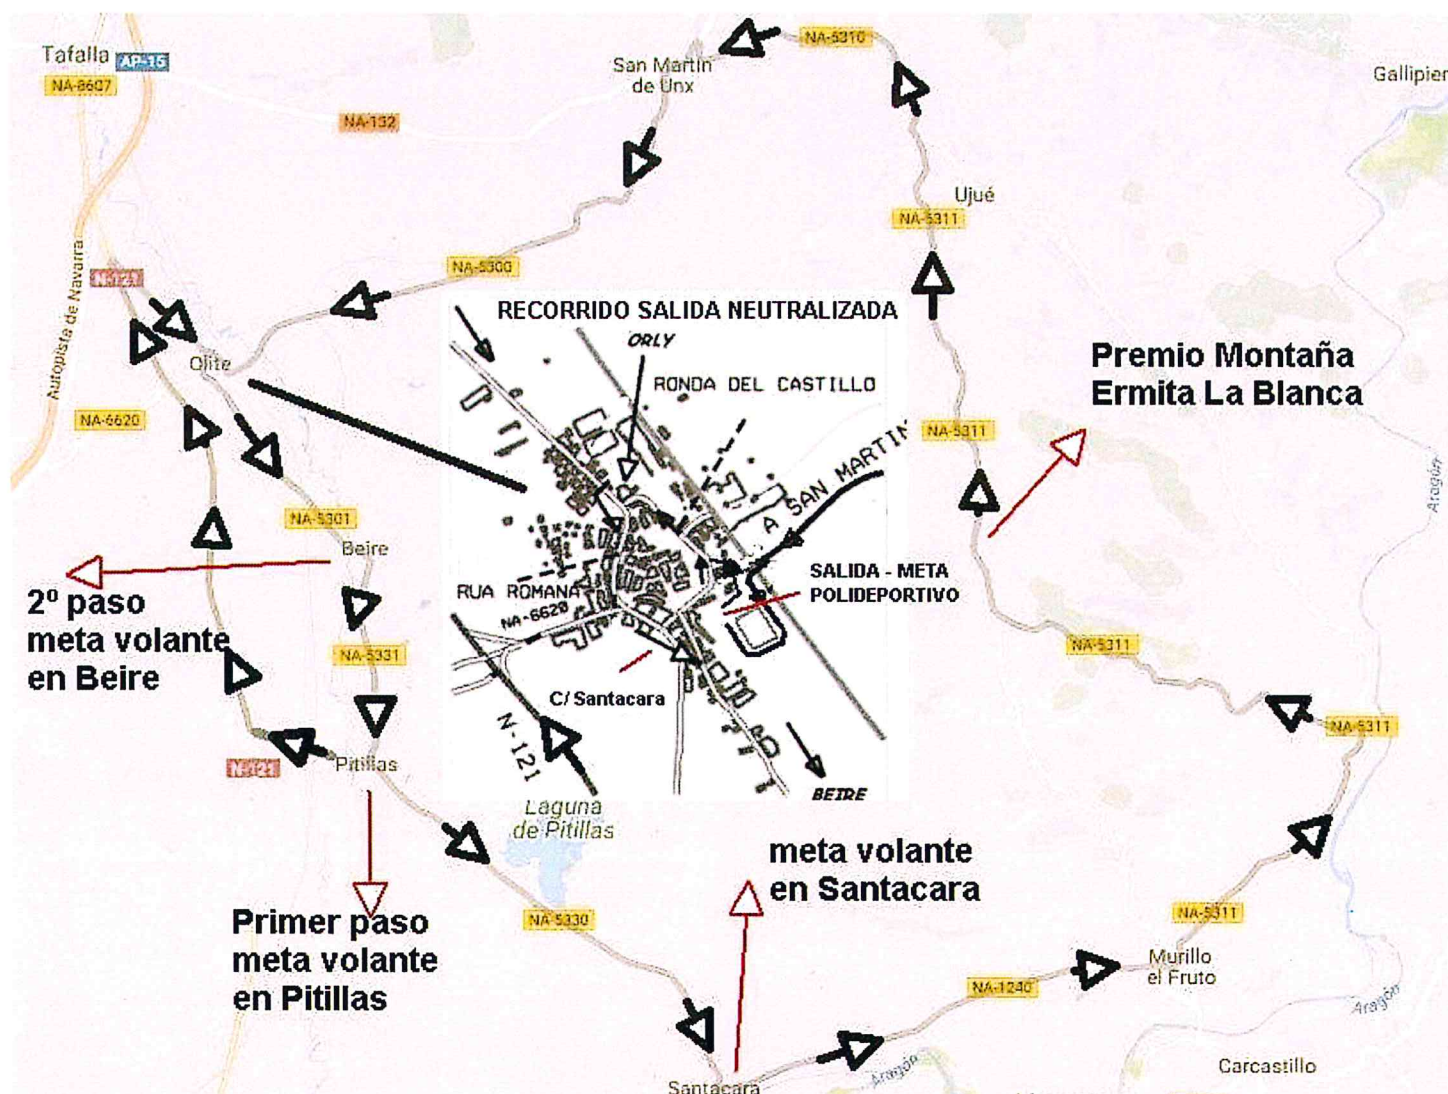 Tafalla
AP-15
NA-8607
NA-132
San Martín
de Unx
NA-5310
Gallipien
Ujué
NA-5311
NA-5300
N-121
Autopista de Navarra
Olite
NA-6620
RECORRIDO SALIDA NEUTRALIZADA
ORLY
RONDA DEL CASTILLO
A SAN MARTIN
SALIDA - META
POLIDEPORTIVO
RUA ROMANA
NA-6620
C/ Santacara
N-121
BEIRE
Premio Montaña
Ermita La Blanca
NA-5311
Aragón
NA-5301
Beire
2º paso
meta volante
en Beire
NA-5331
NA-5311
NA-5311
N-121
Pitillas
Laguna
de Pitillas
Primer paso
meta volante
en Pitillas
NA-5330
meta volante
en Santacara
NA-5311
Murillo
el Fruto
NA-1240
Aragón
Aragón
Carcastillo
Santacara